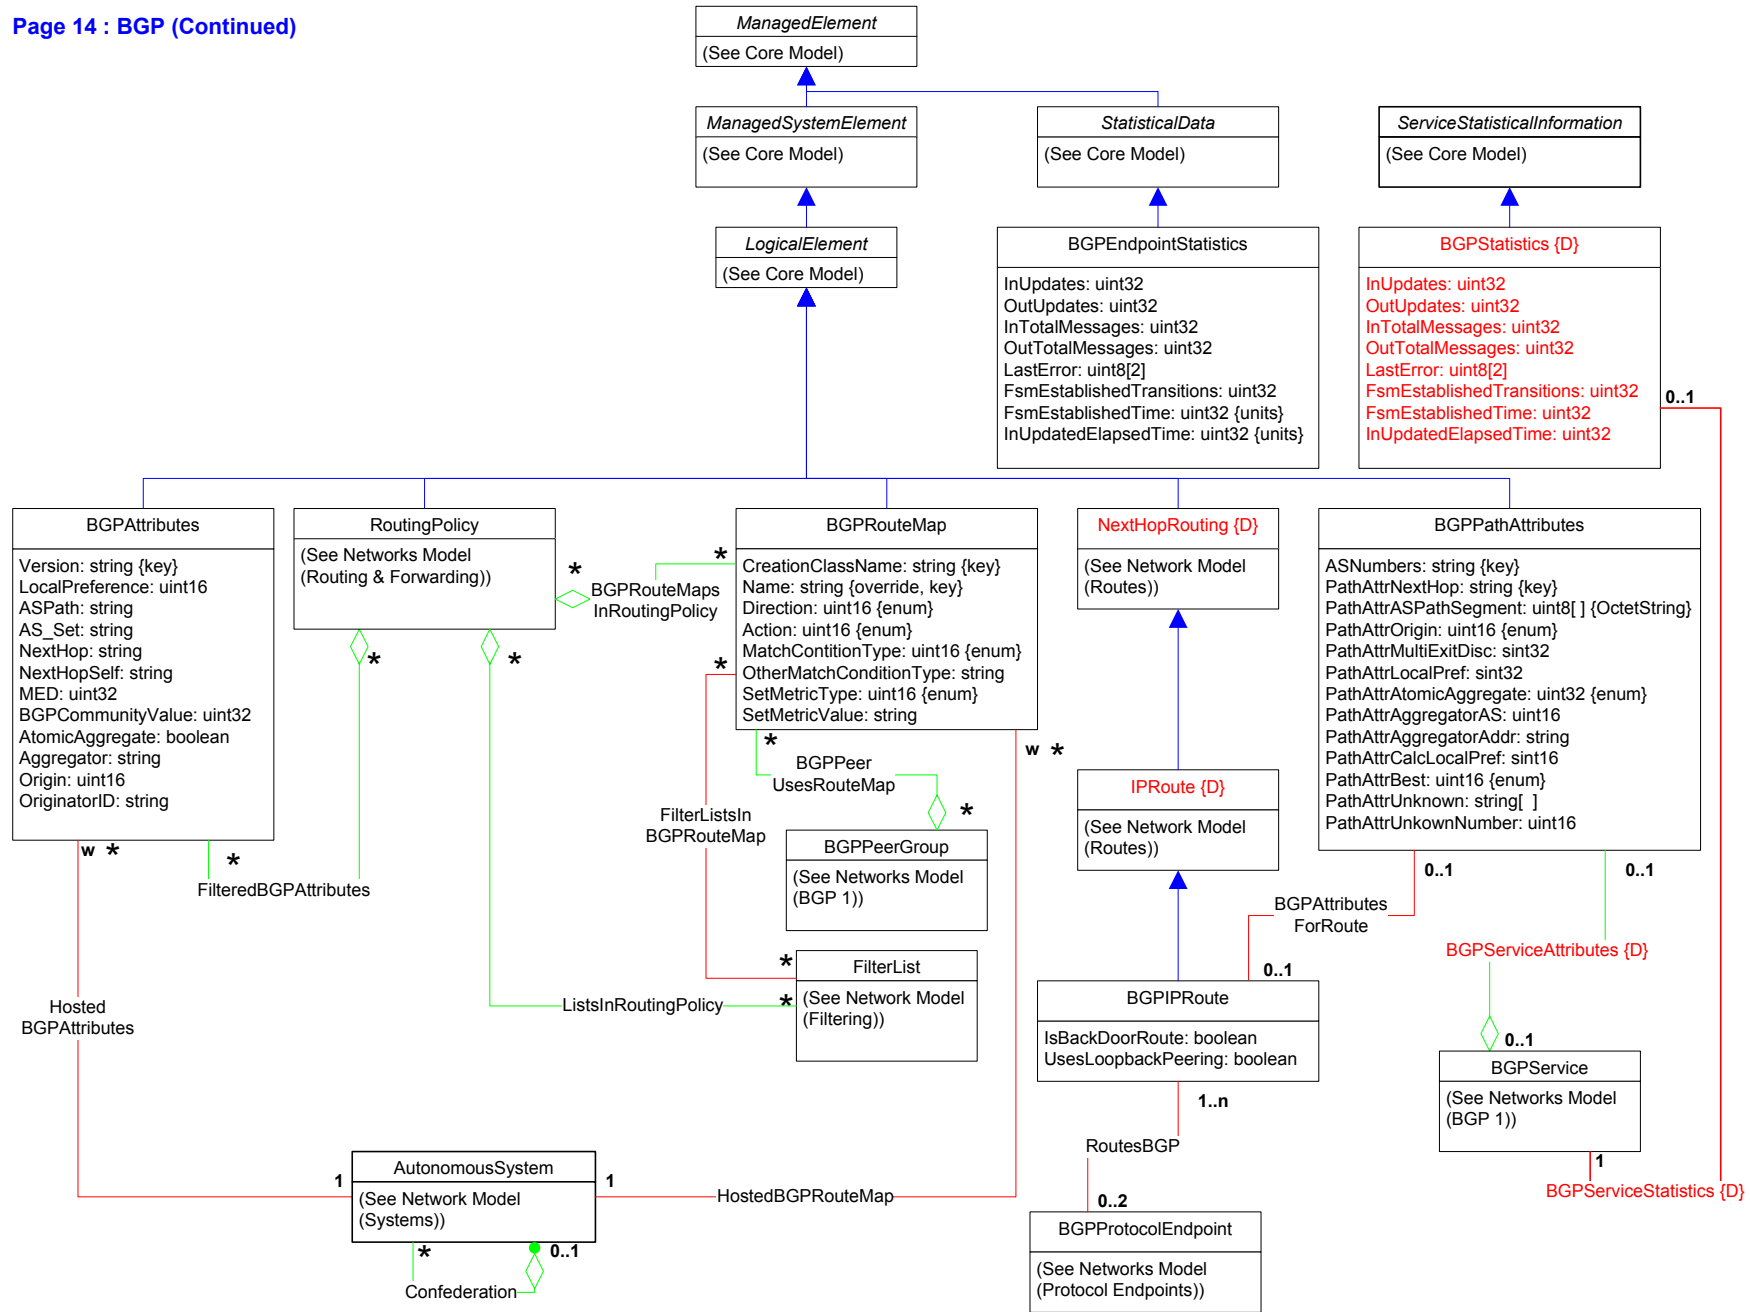 Page 14 : BGP (Continued)
ManagedElement
(See Core Model)
ManagedSystemElement
(See Core Model)
StatisticalData
(See Core Model)
ServiceStatisticalInformation
(See Core Model)
LogicalElement
(See Core Model)
BGPEndpointStatistics
InUpdates: uint32
OutUpdates: uint32
InTotalMessages: uint32
OutTotalMessages: uint32
LastError: uint8[2]
FsmEstablishedTransitions: uint32
FsmEstablishedTime: uint32 {units}
InUpdatedElapsedTime: uint32 {units}
BGPStatistics {D}
InUpdates: uint32
OutUpdates: uint32
InTotalMessages: uint32
OutTotalMessages: uint32
LastError: uint8[2]
FsmEstablishedTransitions: uint32
FsmEstablishedTime: uint32
InUpdatedElapsedTime: uint32
0..1
BGPAttributes
Version: string {key}
LocalPreference: uint16
ASPath: string
AS_Set: string
NextHop: string
NextHopSelf: string
MED: uint32
BGPCommunityValue: uint32
AtomicAggregate: boolean
Aggregator: string
Origin: uint16
OriginatorID: string
w *
*
FilteredBGPAttributes
RoutingPolicy
(See Networks Model
(Routing & Forwarding))
*
*
*
BGPRouteMaps
InRoutingPolicy
*
BGPRouteMap
CreationClassName: string {key}
Name: string {override, key}
Direction: uint16 {enum}
Action: uint16 {enum}
MatchContitionType: uint16 {enum}
OtherMatchConditionType: string
SetMetricType: uint16 {enum}
SetMetricValue: string
*
*
w *
BGPPeer
UsesRouteMap
*
FilterListsIn
BGPRouteMap
BGPPeerGroup
(See Networks Model
(BGP 1))
*
FilterList
(See Network Model
(Filtering))
*
ListsInRoutingPolicy
NextHopRouting {D}
(See Network Model
(Routes))
IPRoute {D}
(See Network Model
(Routes))
BGPPathAttributes
ASNumbers: string {key}
PathAttrNextHop: string {key}
PathAttrASPathSegment: uint8[ ] {OctetString}
PathAttrOrigin: uint16 {enum}
PathAttrMultiExitDisc: sint32
PathAttrLocalPref: sint32
PathAttrAtomicAggregate: uint32 {enum}
PathAttrAggregatorAS: uint16
PathAttrAggregatorAddr: string
PathAttrCalcLocalPref: sint16
PathAttrBest: uint16 {enum}
PathAttrUnknown: string[ ]
PathAttrUnkownNumber: uint16
0..1
0..1
BGPAttributes
ForRoute
0..1
BGPServiceAttributes {D}
0..1
BGPIPRoute
IsBackDoorRoute: boolean
UsesLoopbackPeering: boolean
1..n
RoutesBGP
0..2
BGPProtocolEndpoint
(See Networks Model
(Protocol Endpoints))
BGPService
(See Networks Model
(BGP 1))
1
BGPServiceStatistics {D}
Hosted
BGPAttributes
1
AutonomousSystem
(See Network Model
(Systems))
1
HostedBGPRouteMap
*
0..1
Confederation